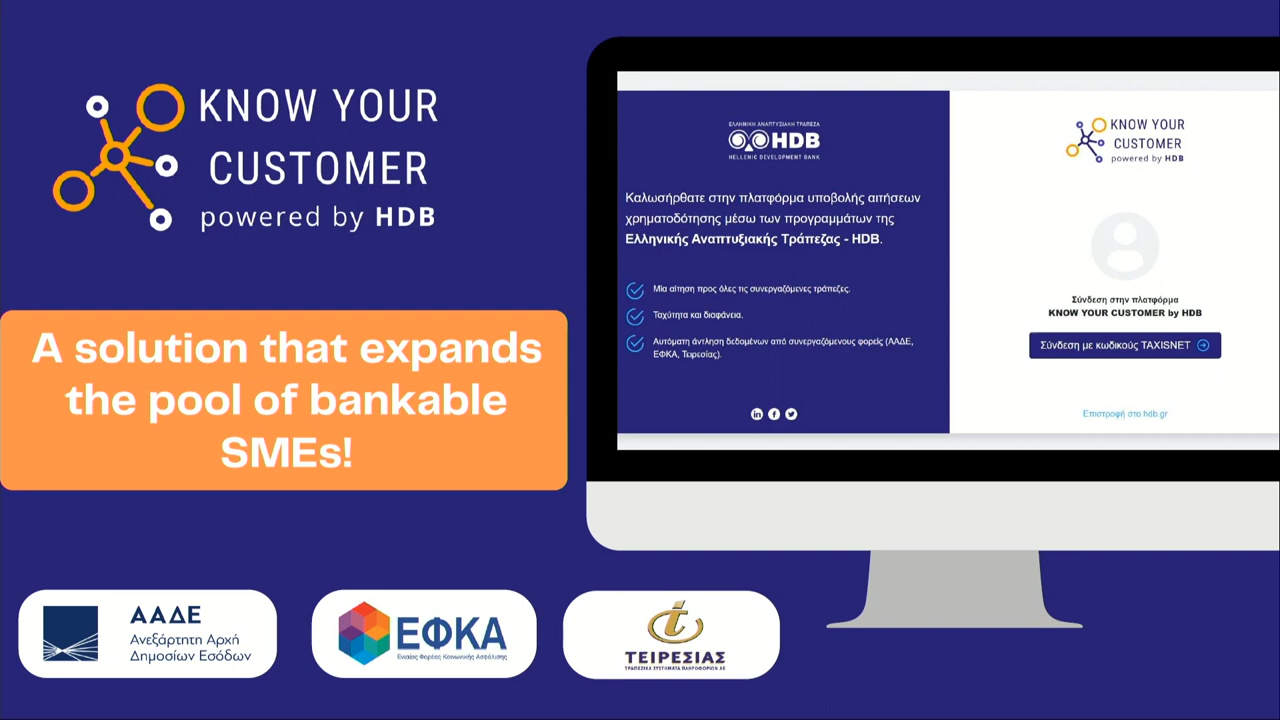 KNOW YOUR
CUSTOMER
powered by HDB
A solution that expands
the pool of bankable
SMEs!
ΕΛΛΗΝΙΚΗ ΑΝΑΠΤΥΞΙΑΚΗ ΤΡΑΠΕΖΑ
HDB
HELLENIC DEVELOPMENT BANK
Καλωσήρθατε στην πλατφόρμα υποβολής αιτήσεων
χρηματοδότησης μέσω των προγραμμάτων της
Ελληνικής Αναπτυξιακής Τράπεζας - HDB.
Μία αίτηση προς όλες τις συνεργαζόμενες τράπεζες.
Ταχύτητα και διαφάνεια.
Αυτόματη άντληση δεδομένων από συνεργαζόμενους φορείς (ΑΑΔΕ,
ΕΦΚΑ, Τειρεσίας).
KNOW YOUR
CUSTOMER
powered by HDB
Σύνδεση στην πλατφόρμα
KNOW YOUR CUSTOMER by HDB
Σύνδεση με κωδικούς TAXISNET
Επιστροφή στο hdb.gr
ΑΑΔΕ
Ανεξάρτητη Αρχή
Δημοσίων Εσόδων
ΕΦΚΑ
Ενιαίος Φορέας Κοινωνικής Ασφάλισης
ΤΕΙΡΕΣΙΑΣ
ΤΡΑΠΕΖΙΚΑ ΣΥΣΤΗΜΑΤΑ ΠΛΗΡΟΦΟΡΙΩΝ ΑΕ